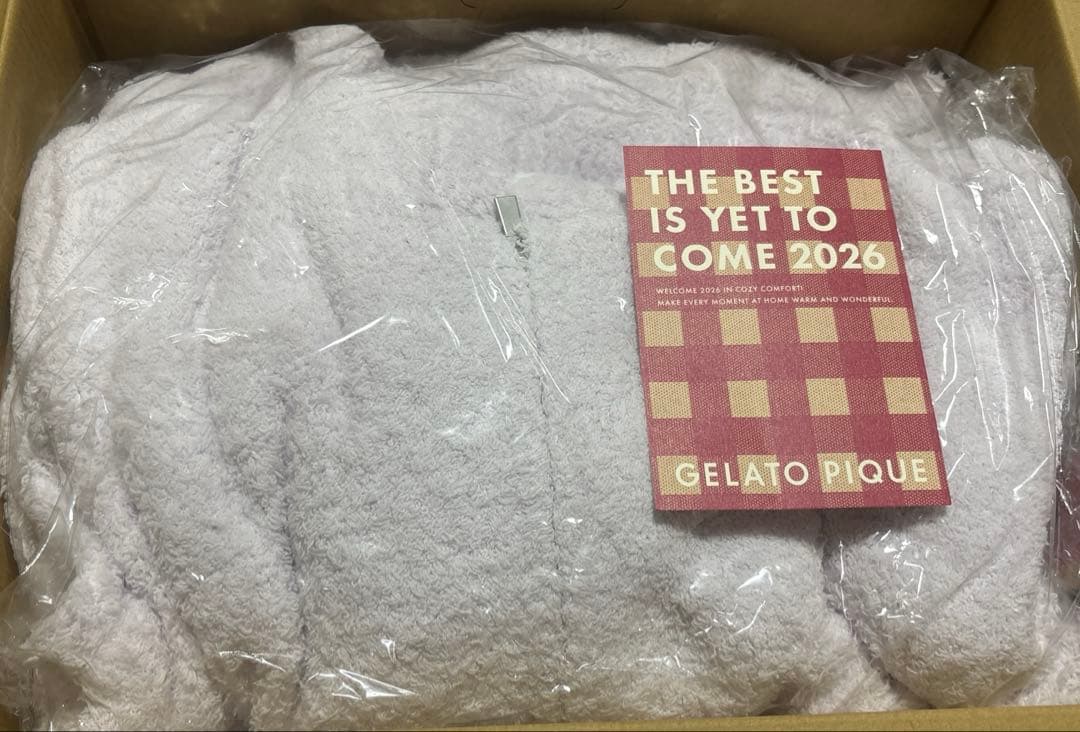 THE BEST
IS YET TO
COME 2026
WELCOME 2026 IN COZY COMFORT!
MAKE EVERY MOMENT AT HOME WARM AND WONDERFUL.
GELATO PIQUE